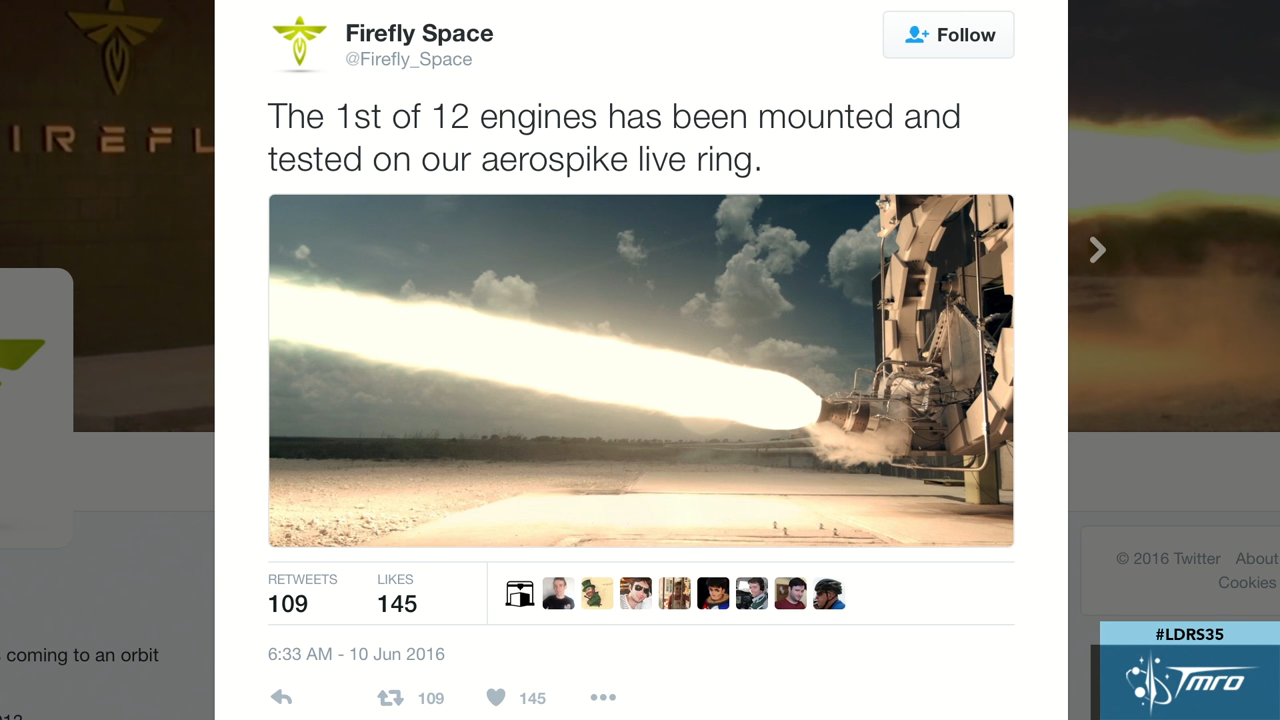 Firefly Space
@Firefly_Space
Follow
The 1st of 12 engines has been mounted and
tested on our aerospike live ring.
RETWEETS
109
LIKES
145
6:33 AM - 10 Jun 2016
109
145
IREFL
coming to an orbit
© 2016 Twitter About
Cookies
#LDRS35
TMRO